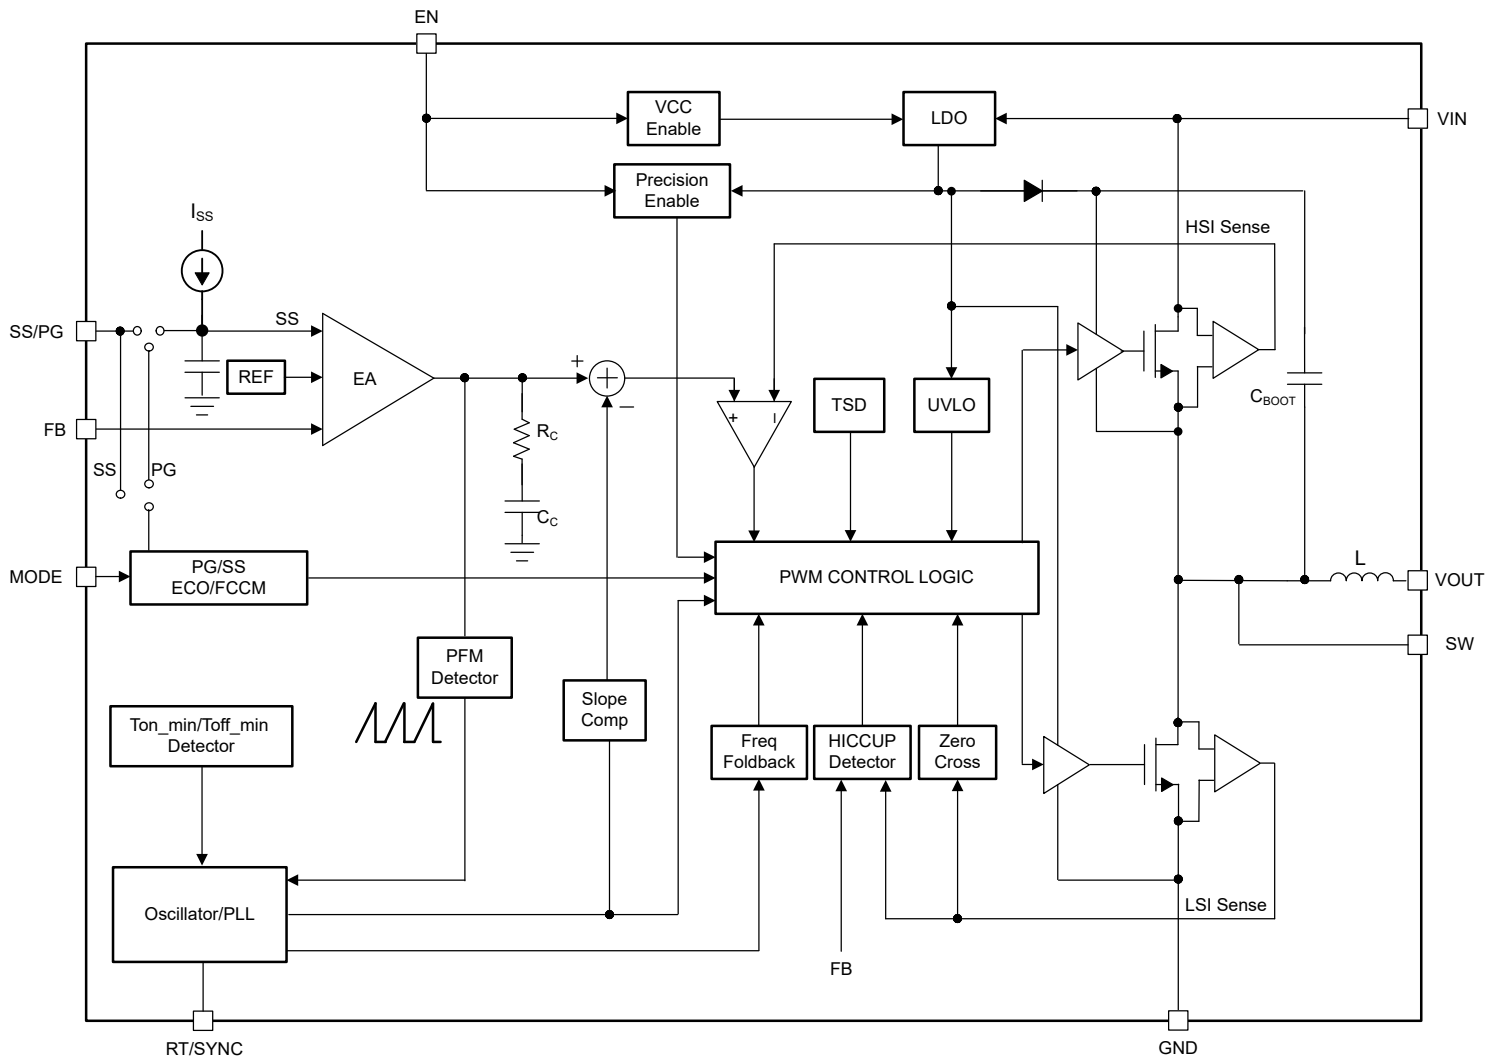 EN
VCC
Enable
LDO
VIN
Precision
Enable
ISS
HSI Sense
SS/PG
SS
REF
EA
+
FB
SS
PG
RC
CC
+
−
+
−
TSD
UVLO
CBOOT
MODE
PG/SS
ECO/FCCM
PWM CONTROL LOGIC
L
VOUT
SW
PFM
Detector
Slope
Comp
Ton_min/Toff_min
Detector
Freq
Foldback
HICCUP
Detector
Zero
Cross
Oscillator/PLL
LSI Sense
FB
RT/SYNC
GND